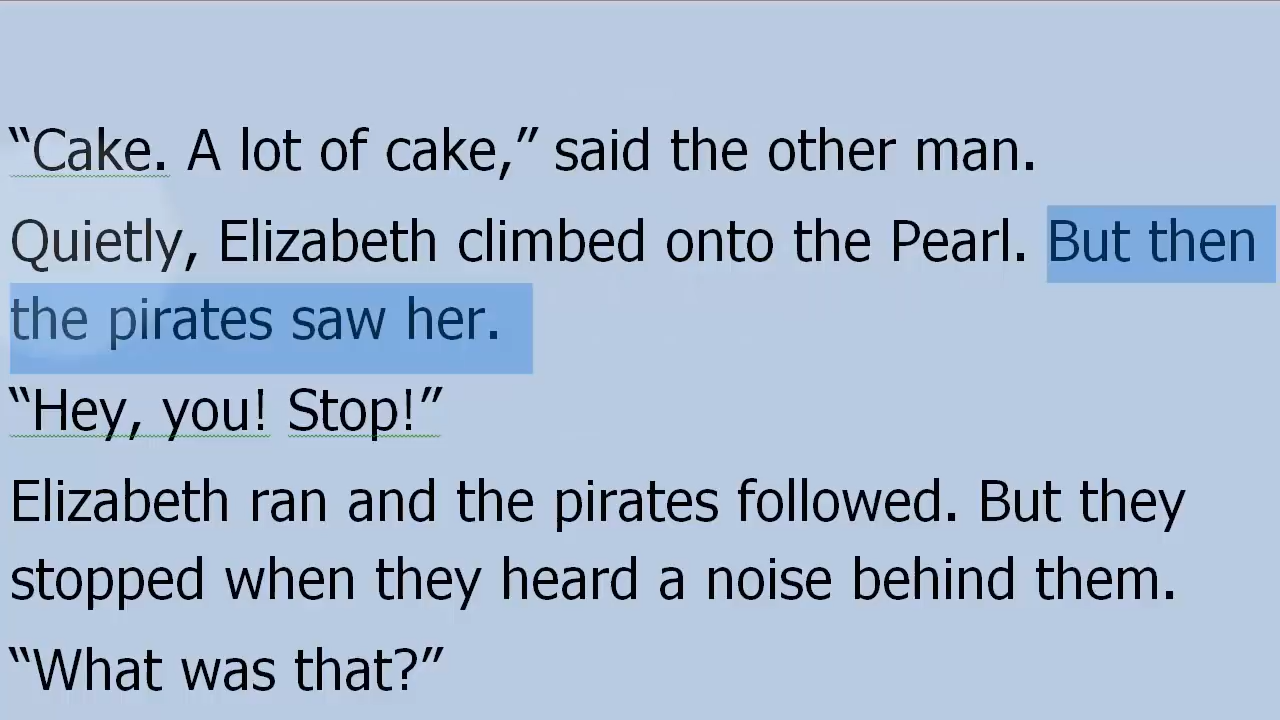 “Cake. A lot of cake,” said the other man.
Quietly, Elizabeth climbed onto the Pearl. But then
the pirates saw her.
“Hey, you! Stop!”
Elizabeth ran and the pirates followed. But they
stopped when they heard a noise behind them.
“What was that?”